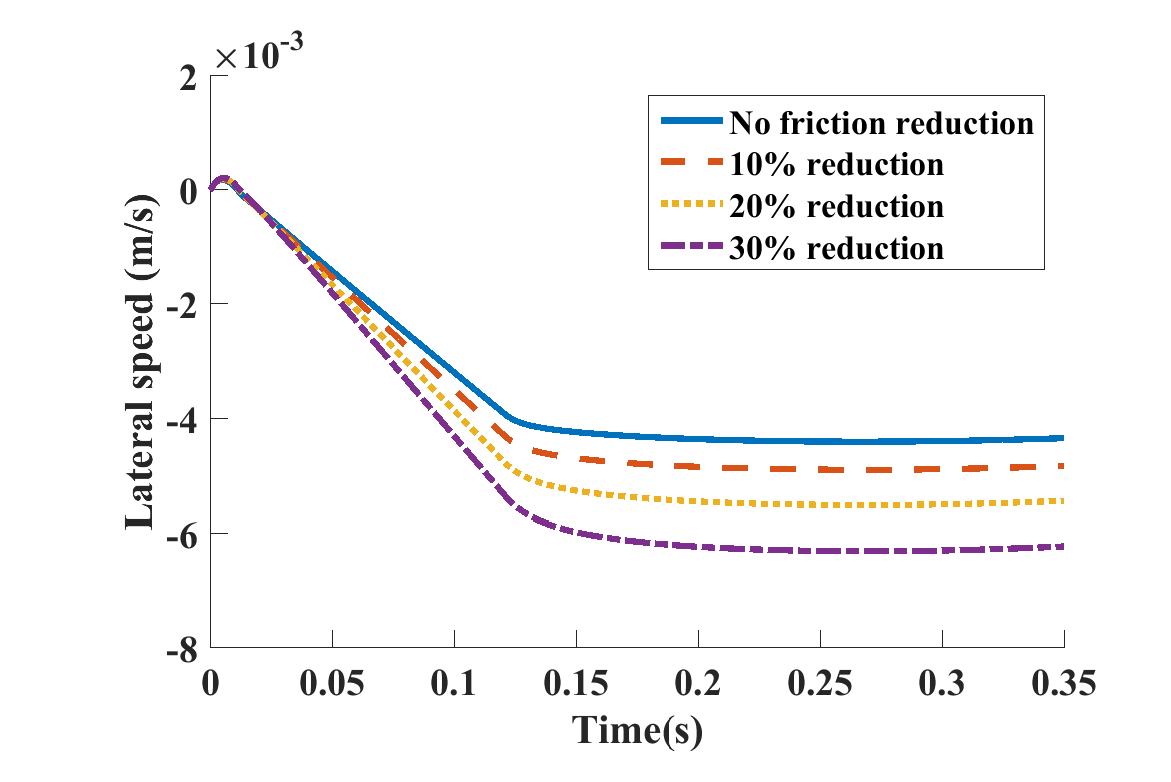 ×10-3
2
0
-2
-4
-6
-8
Lateral speed (m/s)
No friction reduction
10% reduction
20% reduction
30% reduction
0 0.05 0.1 0.15 0.2 0.25 0.3 0.35
Time(s)